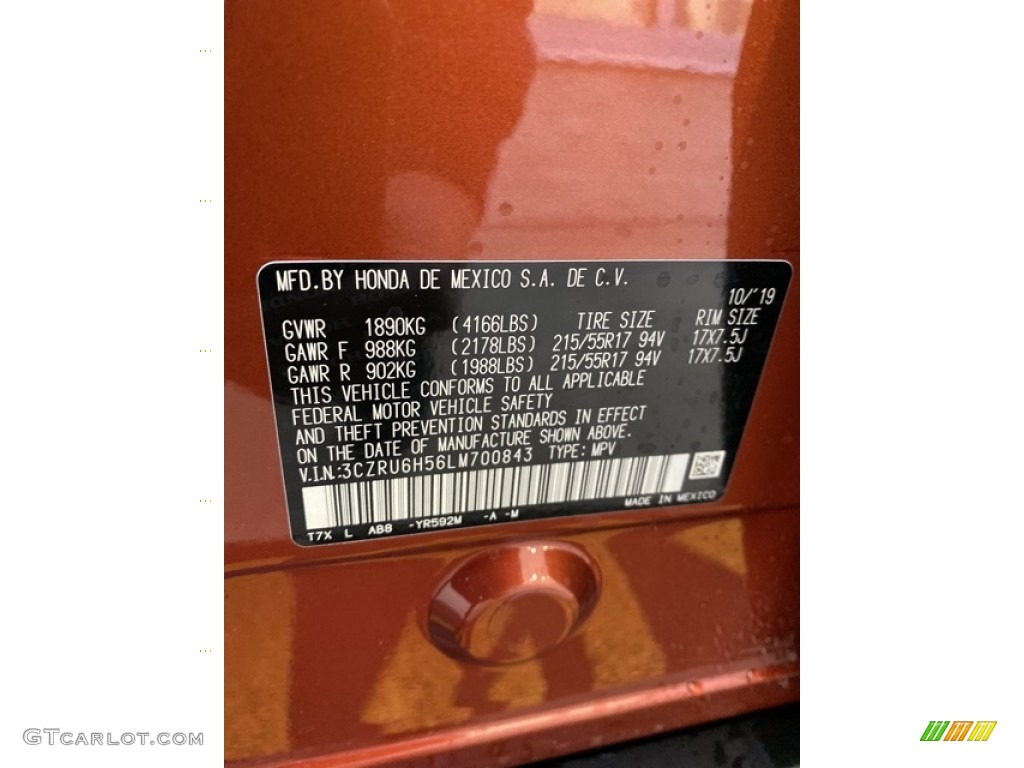 MFD.BY HONDA DE MEXICO S.A. DE C.V.
10/'19
GVWR 1890KG (4166LBS) TIRE SIZE RIM SIZE
GAWR F 988KG (2178LBS) 215/55R17 94V 17X7.5J
GAWR R 902KG (1988LBS) 215/55R17 94V 17X7.5J
THIS VEHICLE CONFORMS TO ALL APPLICABLE
FEDERAL MOTOR VEHICLE SAFETY
AND THEFT PREVENTION STANDARDS IN EFFECT
ON THE DATE OF MANUFACTURE SHOWN ABOVE.
V.I.N.:3CZRU6H56LM700843 TYPE: MPV
MADE IN MEXICO
T7X L AB8 -YR592M -A -M
GTCARLOT.COM